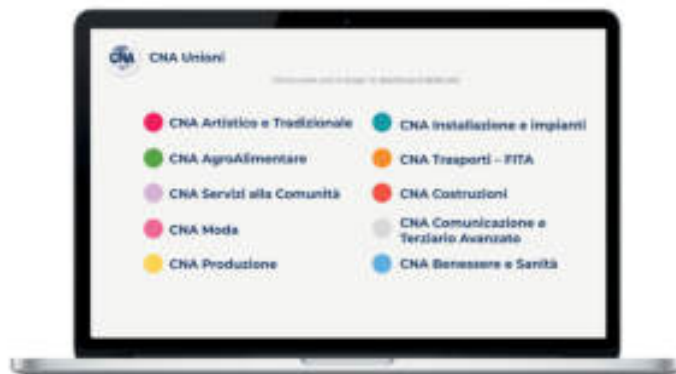 CNA
CNA Unioni
CNA Artistico e Tradizionale
CNA AgroAlimentare
CNA Servizi alla Comunità
CNA Moda
CNA Produzione
CNA Installazione e impianti
CNA Trasporti – FITA
CNA Costruzioni
CNA Comunicazione e
Terziario Avanzato
CNA Benessere e Sanità